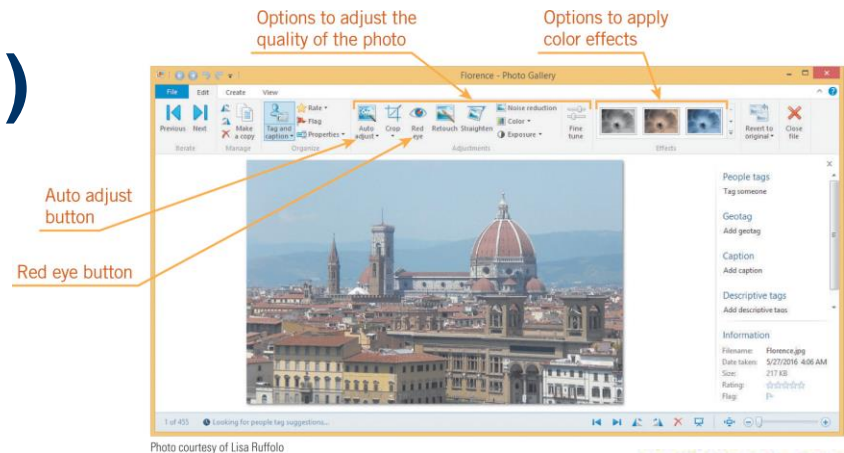 Options to adjust the
quality of the photo
Options to apply
color effects
)
Florence - Photo Gallery
File Edit Create View
Previous Next
Make
a copy
Tag and
caption
Rate
Flag
Properties
Auto
adjust
Crop
Red
eye
Retouch
Straighten
Noise reduction
Color
Exposure
Fine
tune
Revert to
original
Close
file
Iterate Manage Organize Adjustments Effects
Auto adjust
button
Red eye button
People tags
Tag someone
Geotag
Add geotag
Caption
Add caption
Descriptive tags
Add descriptive tags
Information
Filename: Florence.jpg
Date taken: 5/27/2016 4:06 AM
Size: 217 KB
Rating:
Flag:
1 of 455 Looking for people tag suggestions...
Photo courtesy of Lisa Ruffolo